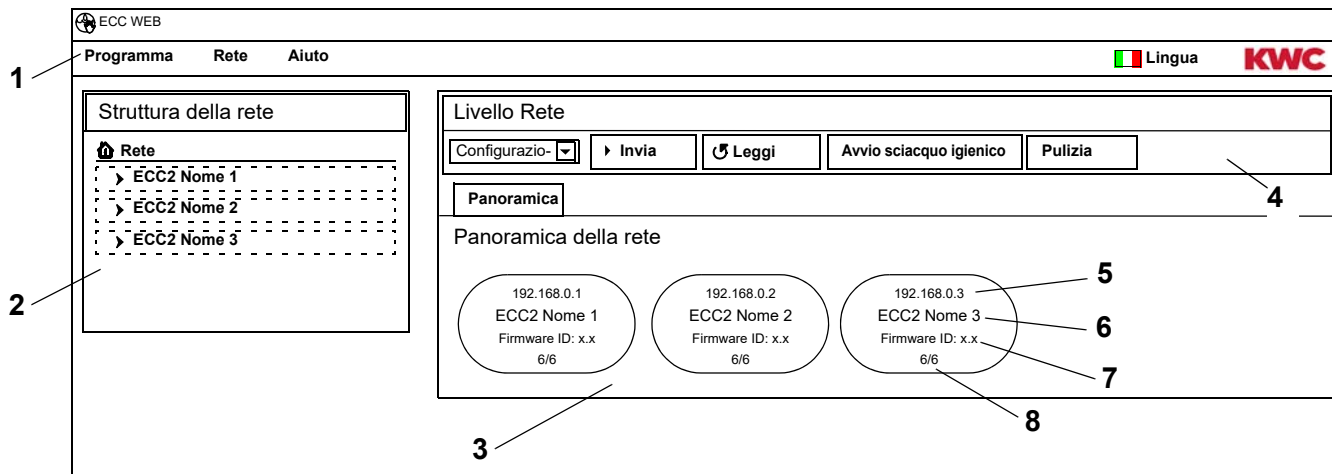 ECC WEB
Programma Rete Aiuto Lingua KWC
1
Struttura della rete
Rete
ECC2 Nome 1
ECC2 Nome 2
ECC2 Nome 3
2
Livello Rete
Configurazio- Invia Leggi Avvio sciacquo igienico Pulizia
4
Panoramica
Panoramica della rete
192.168.0.1 192.168.0.2 192.168.0.3 5
ECC2 Nome 1 ECC2 Nome 2 ECC2 Nome 3 6
Firmware ID: x.x Firmware ID: x.x Firmware ID: x.x 7
6/6 6/6 6/6 8
3